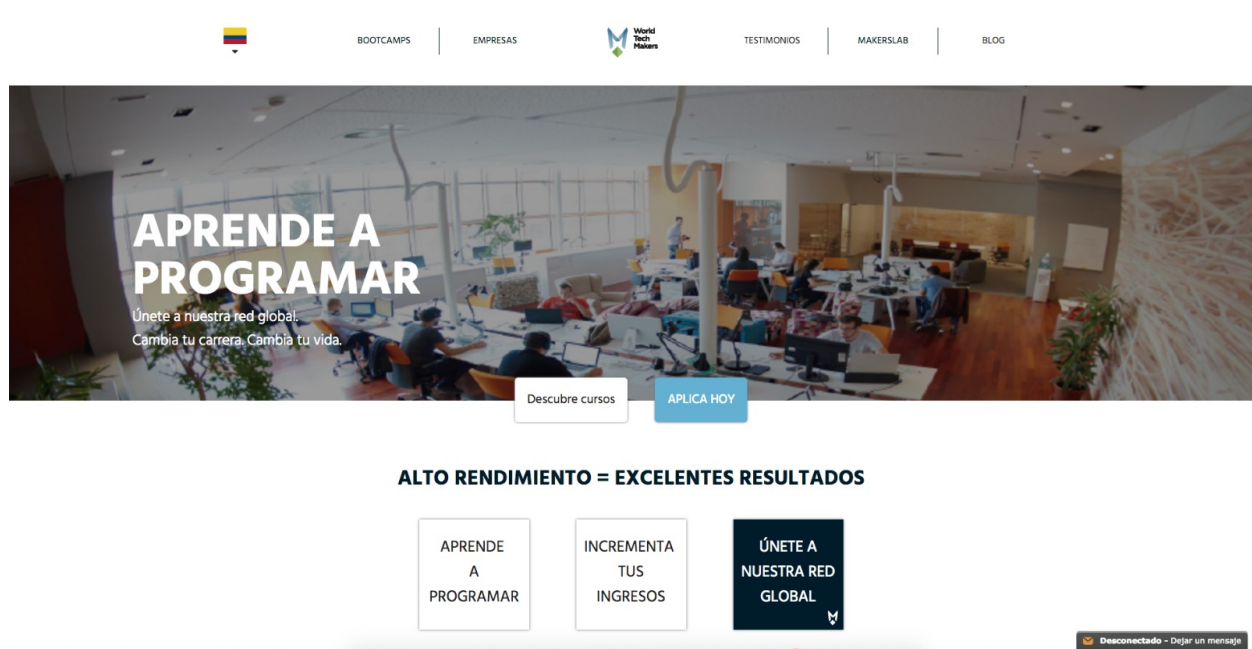 BOOTCAMPS
EMPRESAS
World
Tech
Makers
TESTIMONIOS
MAKERSLAB
BLOG
APRENDE A
PROGRAMAR
Únete a nuestra red global.
Cambia tu carrera. Cambia tu vida.
Descubre cursos
APLICA HOY
ALTO RENDIMIENTO = EXCELENTES RESULTADOS
APRENDE
A
PROGRAMAR
INCREMENTA
TUS
INGRESOS
ÚNETE A
NUESTRA RED
GLOBAL
Desconectado - Dejar un mensaje